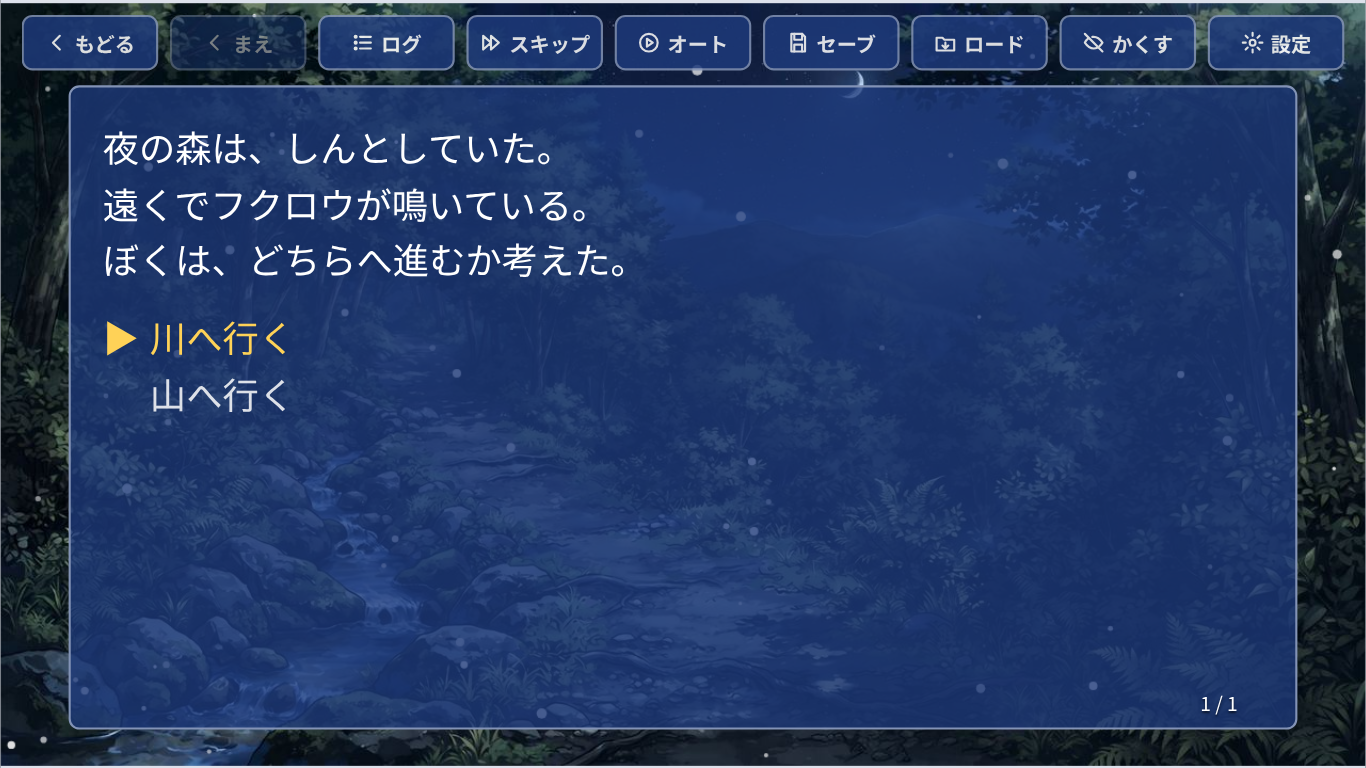 もどる
まえ
ログ
スキップ
オート
セーブ
ロード
かくす
設定
夜の森は、しんとしていた。
遠くでフクロウが鳴いている。
ぼくは、どちらへ進むか考えた。
▶ 川へ行く
山へ行く
1 / 1